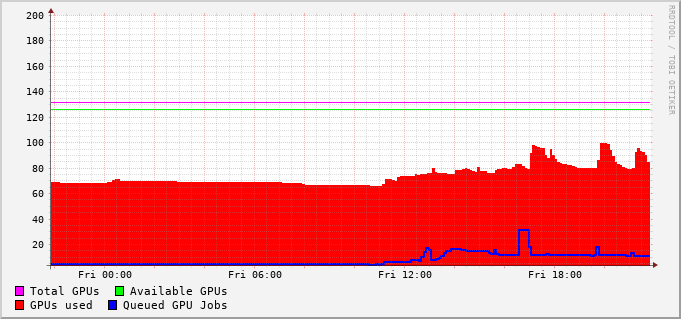 200
180
160
140
120
100
80
60
40
20
Fri 00:00 Fri 06:00 Fri 12:00 Fri 18:00
Total GPUs Available GPUs
GPUs used Queued GPU Jobs
RRDTOOL / TOBI OETIKER